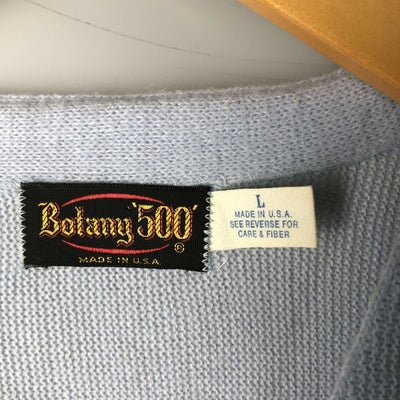 Botany '500'®
MADE IN U.S.A.
L
MADE IN U.S.A.
SEE REVERSE FOR
CARE & FIBER